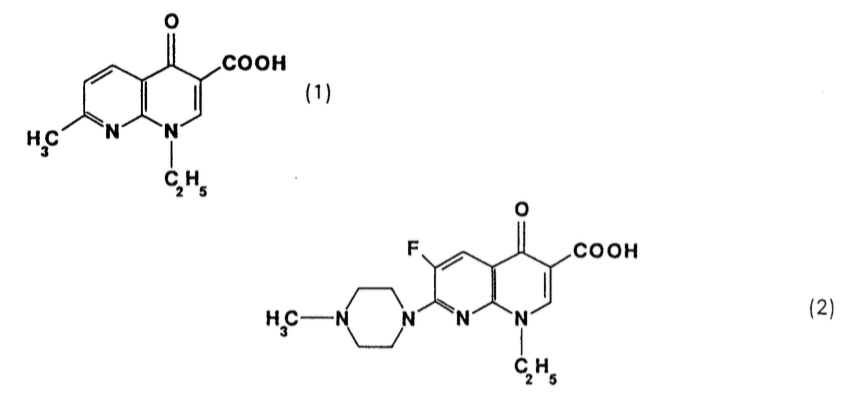 O
COOH
(1)
H3C N N
C2H5
O
F COOH
H3C N N N N (2)
C2H5